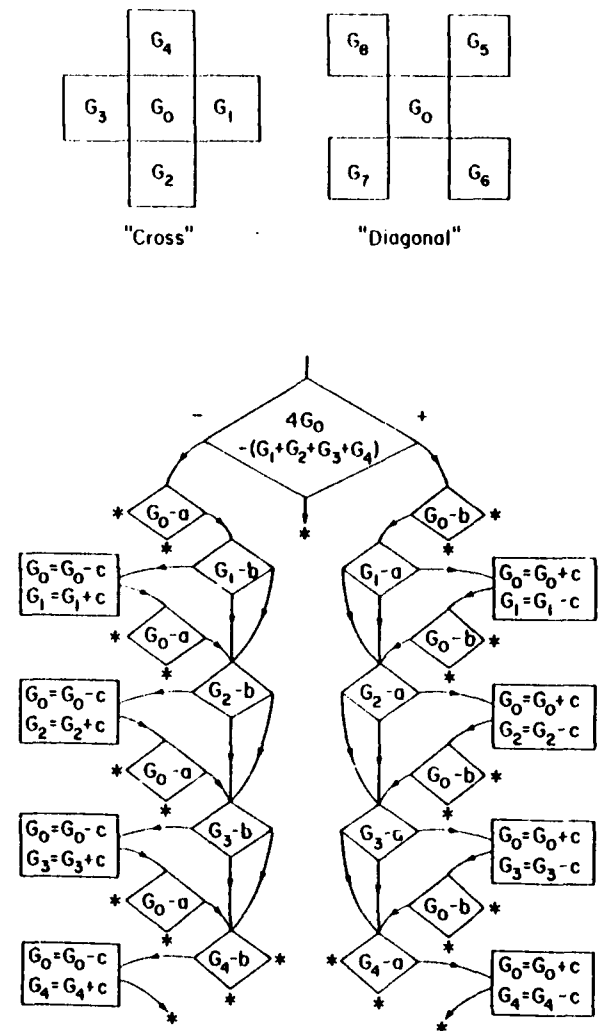 G₄
G₃ G₀ G₁
G₂
"Cross"
G₈ G₅
G₀
G₇ G₆
"Diagonal"
- +
4G₀
-(G₁+G₂+G₃+G₄)
*
* G₀-a
*
G₀-b *
*
G₀=G₀-c
G₁=G₁+c
G₁-b
G₁-a
G₀=G₀+c
G₁=G₁-c
* G₀-a
*
G₀-b *
*
G₀=G₀-c
G₂=G₂+c
G₂-b
G₂-a
G₀=G₀+c
G₂=G₂-c
* G₀-a
*
G₀-b *
*
G₀=G₀-c
G₃=G₃+c
G₃-b
G₃-a
G₀=G₀+c
G₃=G₃-c
* G₀-a
*
G₀-b *
*
G₀=G₀-c
G₄=G₄+c
G₄-b *
*
* G₄-a
*
G₀=G₀+c
G₄=G₄-c
* *